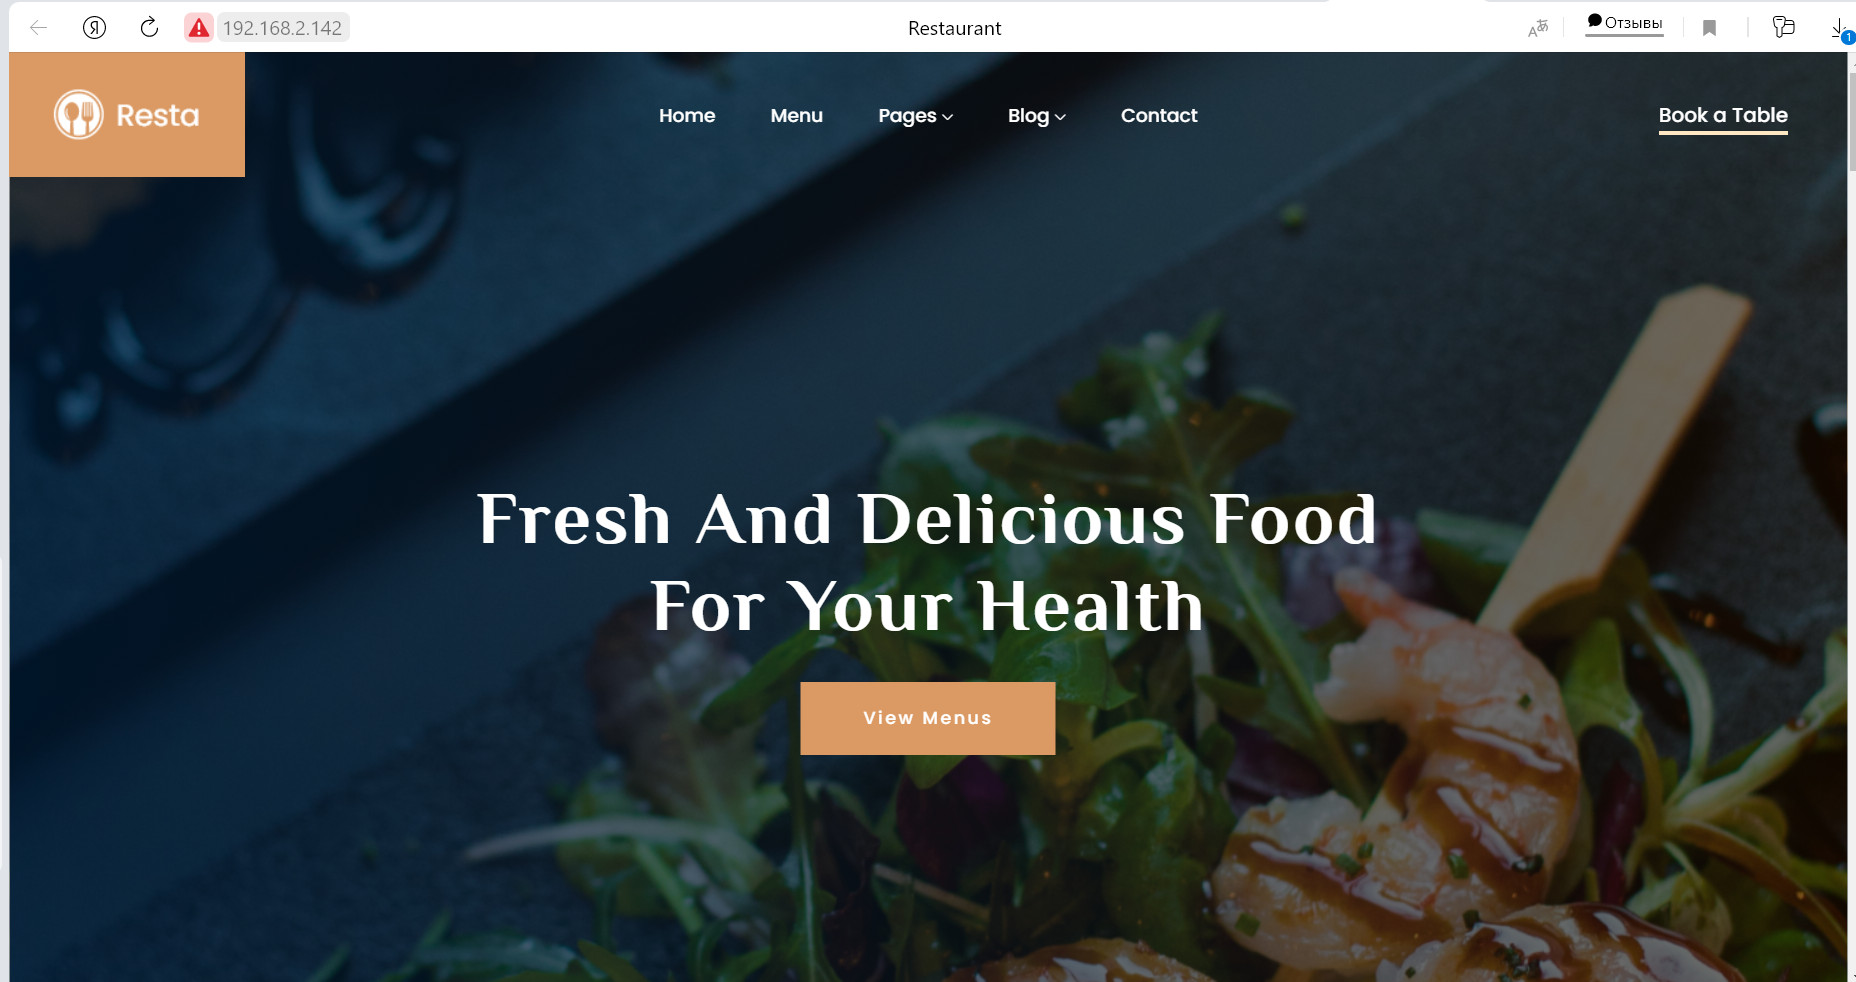 192.168.2.142
Restaurant
Отзывы
1
Resta
Home
Menu
Pages
Blog
Contact
Book a Table
Fresh And Delicious Food
For Your Health
View Menus